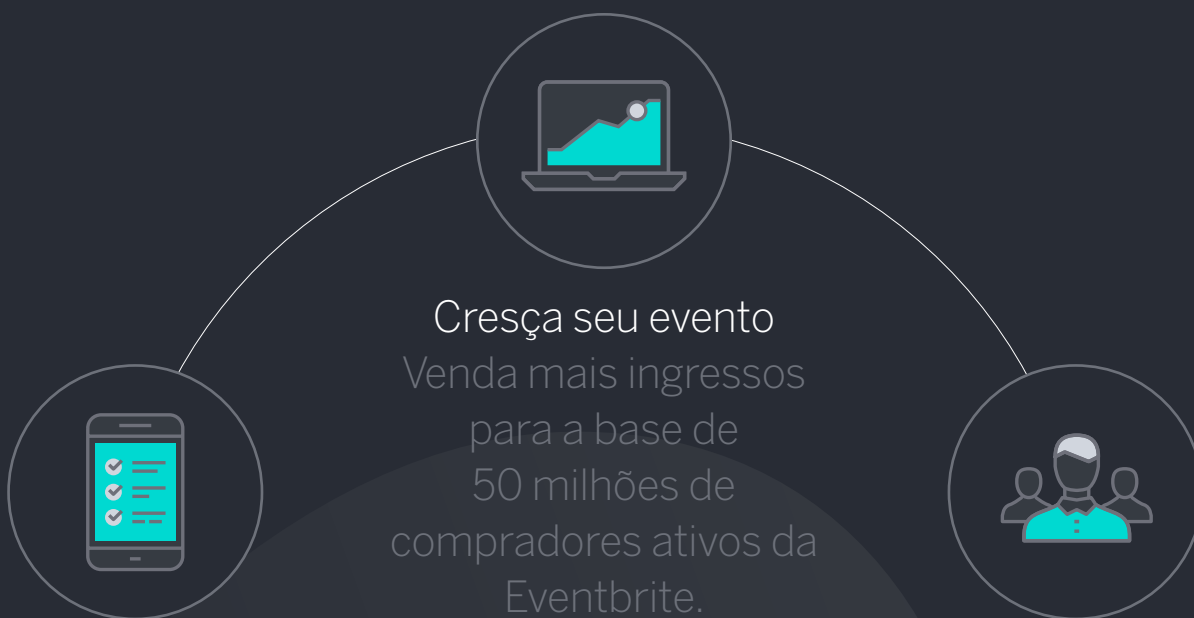 Cresça seu evento
Venda mais ingressos
para a base de
50 milhões de
compradores ativos da
Eventbrite.